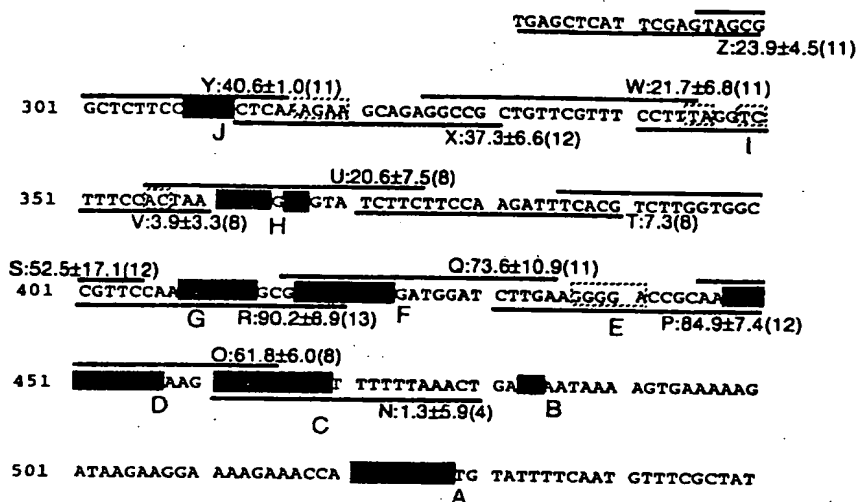 TGAGCTCATT CGAGTAGCG
Z:23.9±4.5(11)
Y:40.6±1.0(11) W:21.7±6.8(11)
301 GCTCTTCC CTCAAAGAA GCAGAGGCCG CTGTTCGTTT CCTTTAGGTC
J X:37.3±6.6(12) I
U:20.6±7.5(8)
351 TTTCCACTAA G GTA TCTTCTTCCA AGATTTCACG TCTTGGTGGC
V:3.9±3.3(8) H T:7.3(8)
S:52.5±17.1(12) Q:73.6±10.9(11)
401 CGTTCCAA GCG GATGGAT CTTGAAGGGG ACCGCAA
G R:90.2±8.9(13) F E P:84.9±7.4(12)
O:61.8±6.0(8)
451 AAG T TTTTTAAACT GA AATAAA AGTGAAAAAG
D C N:1.3±5.9(4) B
501 ATAAGAAGGA AAAGAAACCA TG TATTTTCAAT GTTTCGCTAT
A